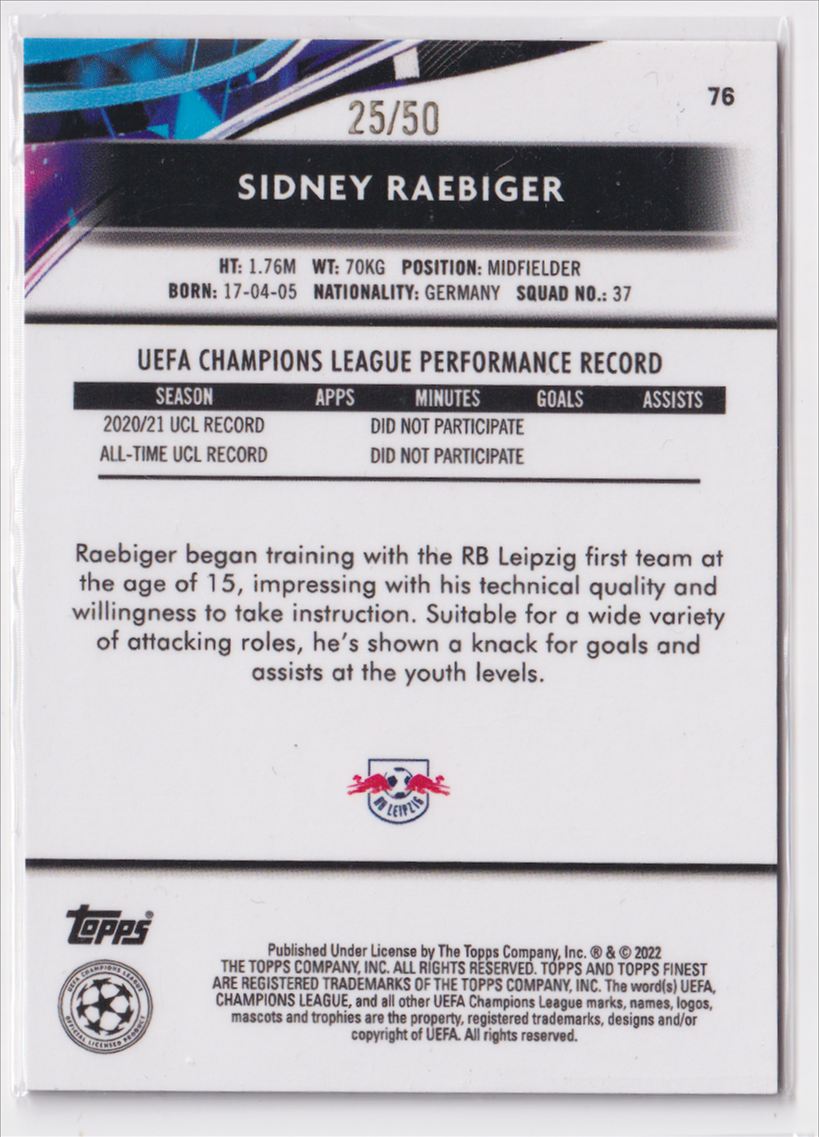 76
25/50
SIDNEY RAEBIGER
HT: 1.76M WT: 70KG POSITION: MIDFIELDER
BORN: 17-04-05 NATIONALITY: GERMANY SQUAD NO.: 37
UEFA CHAMPIONS LEAGUE PERFORMANCE RECORD
SEASON APPS MINUTES GOALS ASSISTS
2020/21 UCL RECORD DID NOT PARTICIPATE
ALL-TIME UCL RECORD DID NOT PARTICIPATE
Raebiger began training with the RB Leipzig first team at
the age of 15, impressing with his technical quality and
willingness to take instruction. Suitable for a wide variety
of attacking roles, he's shown a knack for goals and
assists at the youth levels.
RB LEIPZIG
Topps®
UEFA CHAMPIONS LEAGUE
OFFICIAL LICENSED PRODUCT
Published Under License by The Topps Company, Inc. ® & © 2022
THE TOPPS COMPANY, INC. ALL RIGHTS RESERVED. TOPPS AND TOPPS FINEST
ARE REGISTERED TRADEMARKS OF THE TOPPS COMPANY, INC. The word(s) UEFA,
CHAMPIONS LEAGUE, and all other UEFA Champions League marks, names, logos,
mascots and trophies are the property, registered trademarks, designs and/or
copyright of UEFA. All rights reserved.